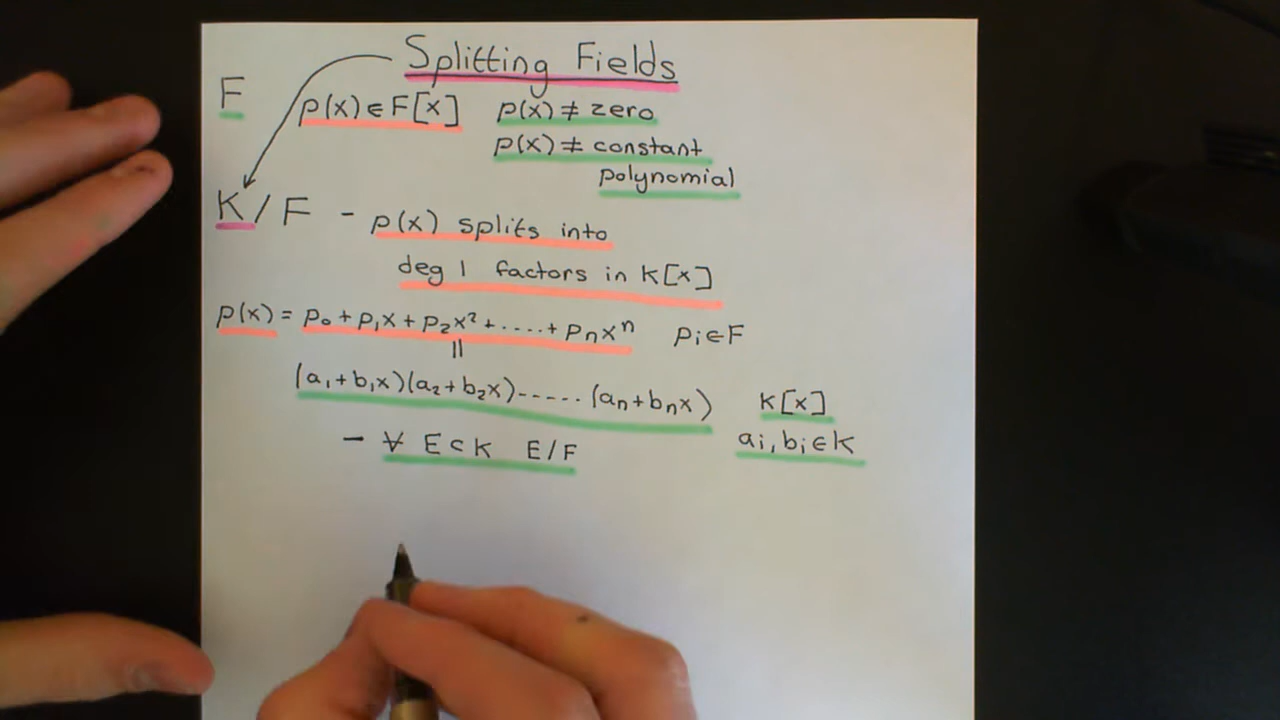 Splitting Fields
F
p(x) ∈ F[x] p(x) ≠ zero
p(x) ≠ constant
polynomial
K/F - p(x) splits into
deg 1 factors in K[x]
p(x) = p₀ + p₁x + p₂x² + .... + pₙxⁿ pᵢ ∈ F
||
(a₁+b₁x)(a₂+b₂x)-----(aₙ+bₙx) K[x]
- ∀ E ⊂ K E/F aᵢ, bᵢ ∈ K